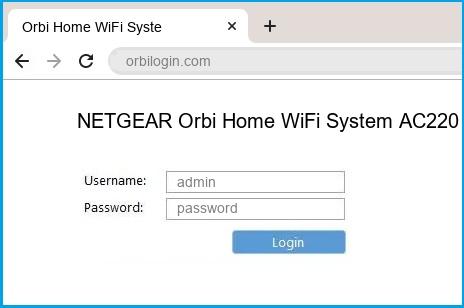 Orbi Home WiFi Syste
orbilogin.com
NETGEAR Orbi Home WiFi System AC220
Username: admin
Password: password
Login